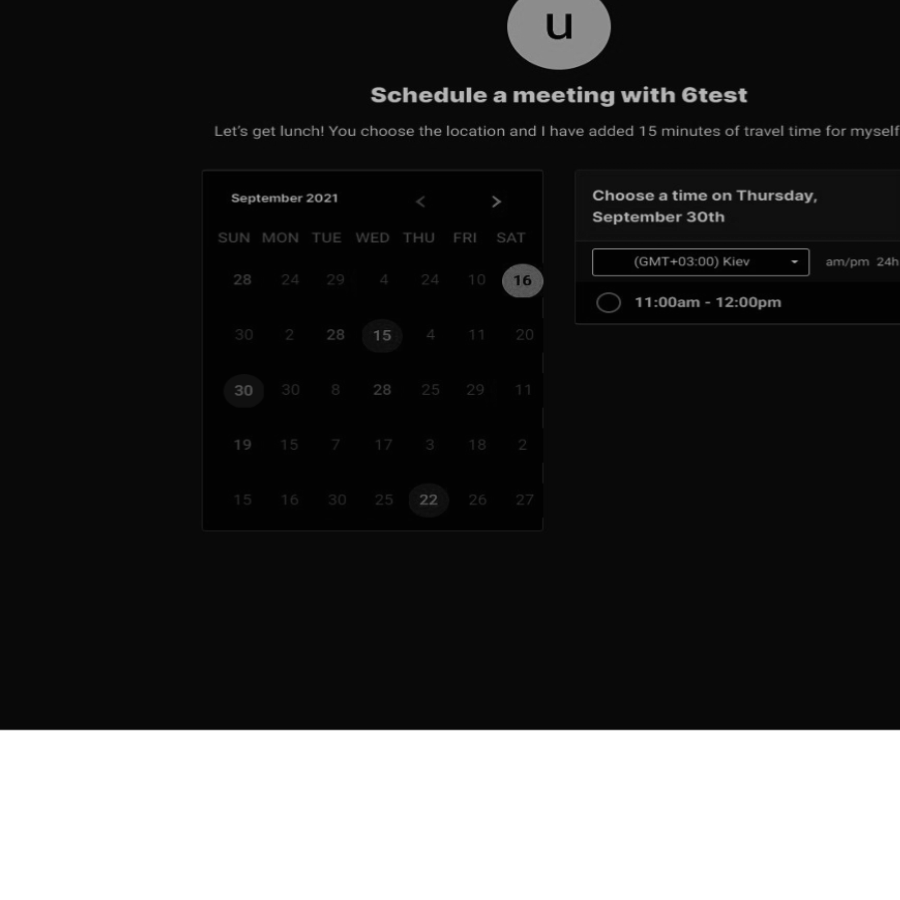 u
Schedule a meeting with 6test
Let's get lunch! You choose the location and I have added 15 minutes of travel time for myself
September 2021 < >
SUN MON TUE WED THU FRI SAT
28 24 29 4 24 10 16
30 2 28 15 4 11 20
30 30 8 28 25 29 11
19 15 7 17 3 18 2
15 16 30 25 22 26 27
Choose a time on Thursday,
September 30th
(GMT+03:00) Kiev am/pm 24h
11:00am - 12:00pm